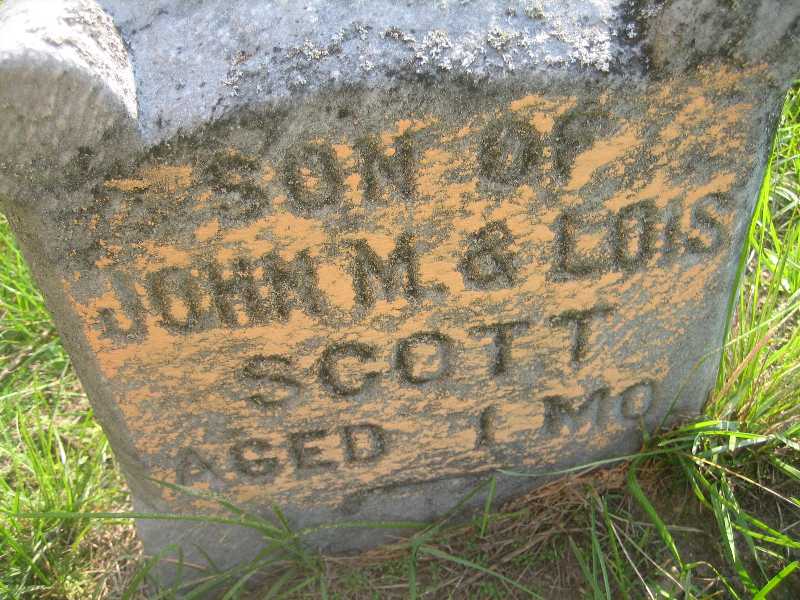 SON OF
JOHN M. & LOIS
SCOTT
AGED 1 MO